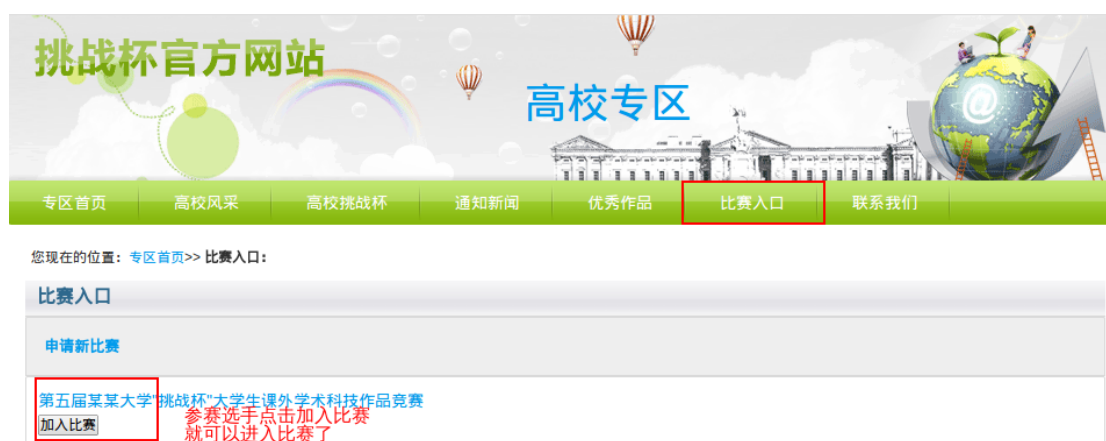 挑战杯官方网站
高校专区
@
专区首页 高校风采 高校挑战杯 通知新闻 优秀作品 比赛入口 联系我们
您现在的位置：专区首页>> 比赛入口：
比赛入口
申请新比赛
第五届某某大学"挑战杯"大学生课外学术科技作品竞赛
加入比赛
参赛选手点击加入比赛
就可以进入比赛了